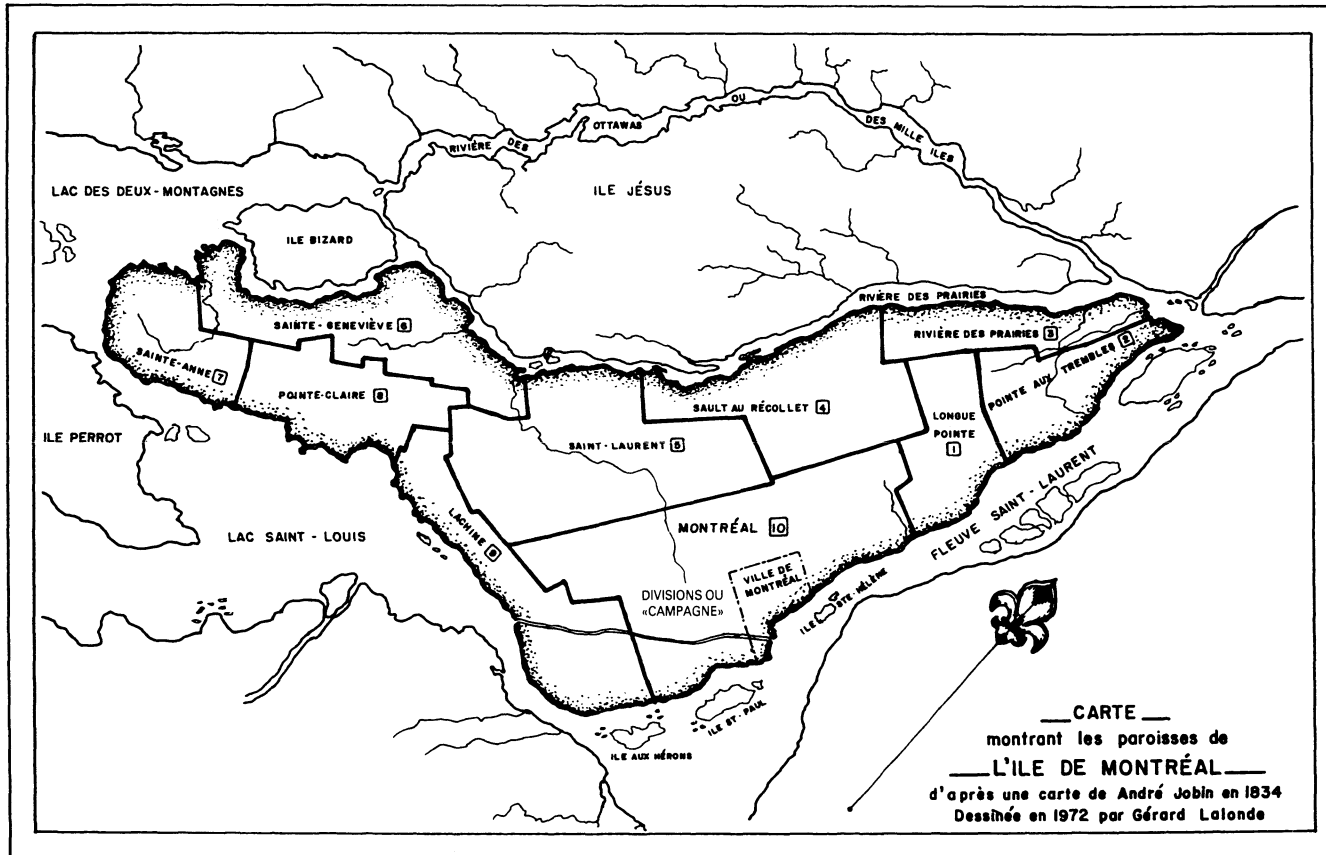 RIVIÈRE DES
OTTAWAS
OU
DES MILLE ILES
LAC DES DEUX-MONTAGNES
ILE JÉSUS
ILE BIZARD
RIVIÈRE DES PRAIRIES
SAINTE-GENEVIÈVE 6
RIVIÈRE DES PRAIRIES 3
POINTE AUX TREMBLES 2
SAINTE-ANNE 7
POINTE-CLAIRE 8
SAULT AU RÉCOLLET 4
LONGUE
POINTE
1
ILE PERROT
SAINT-LAURENT 5
LAC SAINT-LOUIS
LACHINE 9
MONTRÉAL 10
FLEUVE SAINT-LAURENT
VILLE DE
MONTRÉAL
DIVISIONS OU
«CAMPAGNE»
ILE STE-HÉLÈNE
ILE ST-PAUL
ILE AUX HÉRONS
CARTE
montrant les paroisses de
L'ILE DE MONTRÉAL
d'après une carte de André Jobin en 1834
Dessinée en 1972 par Gérard Lalonde